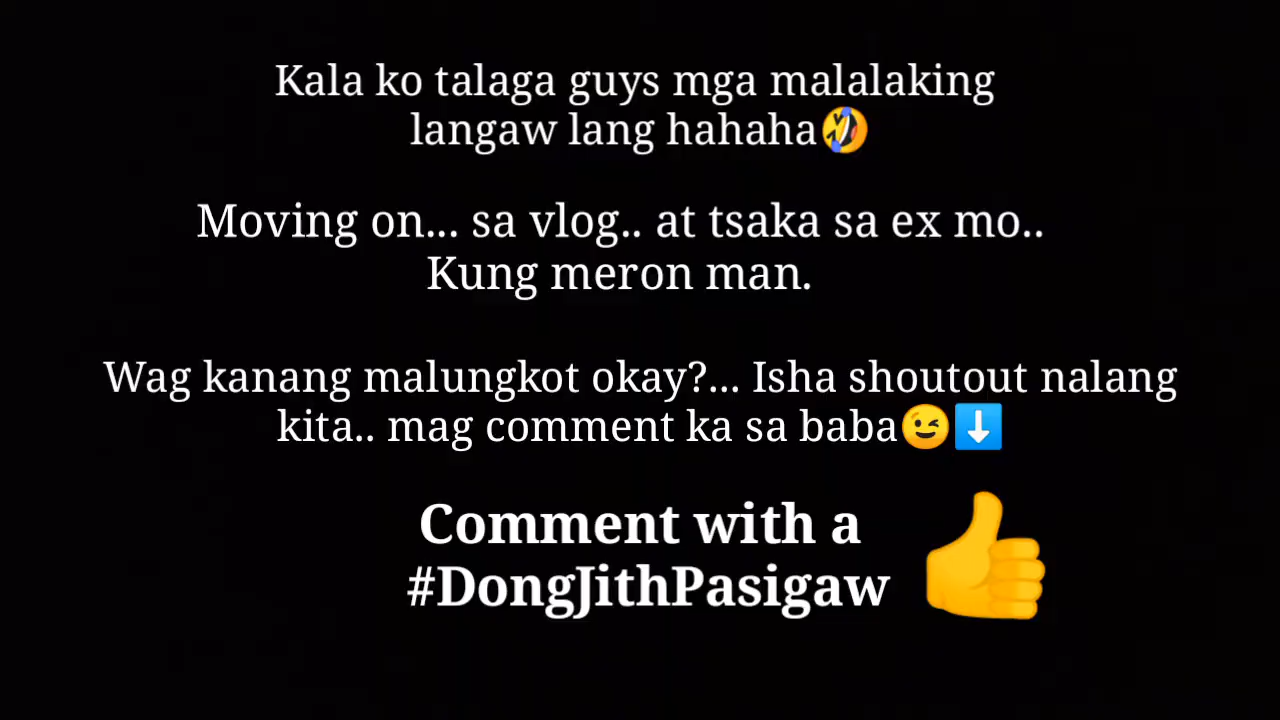 Kala ko talaga guys mga malalaking
langaw lang hahaha🤣
Moving on... sa vlog.. at tsaka sa ex mo..
Kung meron man.
Wag kanang malungkot okay?... Isha shoutout nalang
kita.. mag comment ka sa baba😉⬇️
Comment with a
#DongJithPasigaw 👍